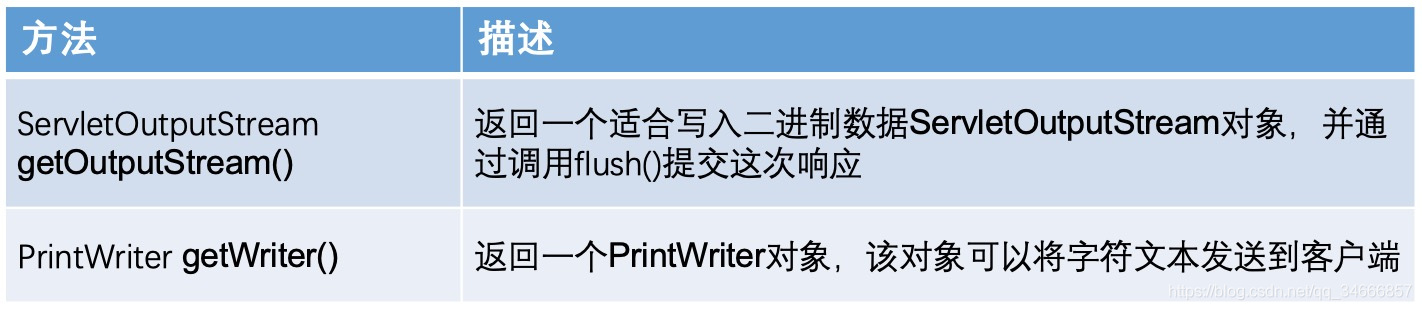 方法
描述
ServletOutputStream
getOutputStream()
返回一个适合写入二进制数据ServletOutputStream对象，并通
过调用flush()提交这次响应
PrintWriter getWriter()
返回一个PrintWriter对象，该对象可以将字符文本发送到客户端
https://blog.csdn.net/qq_34666857